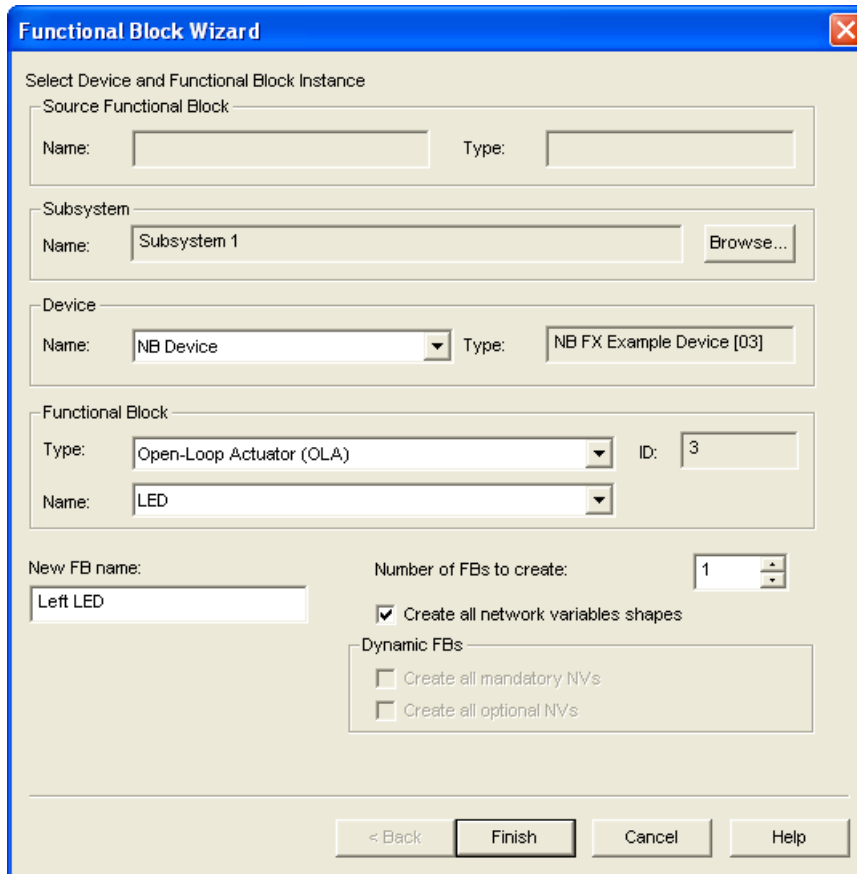 Functional Block Wizard
Select Device and Functional Block Instance
Source Functional Block
Name: Type:
Subsystem
Name: Subsystem 1 Browse...
Device
Name: NB Device Type: NB FX Example Device [03]
Functional Block
Type: Open-Loop Actuator (OLA) ID: 3
Name: LED
New FB name: Number of FBs to create: 1
Left LED
Create all network variables shapes
Dynamic FBs
Create all mandatory NVs
Create all optional NVs
< Back Finish Cancel Help